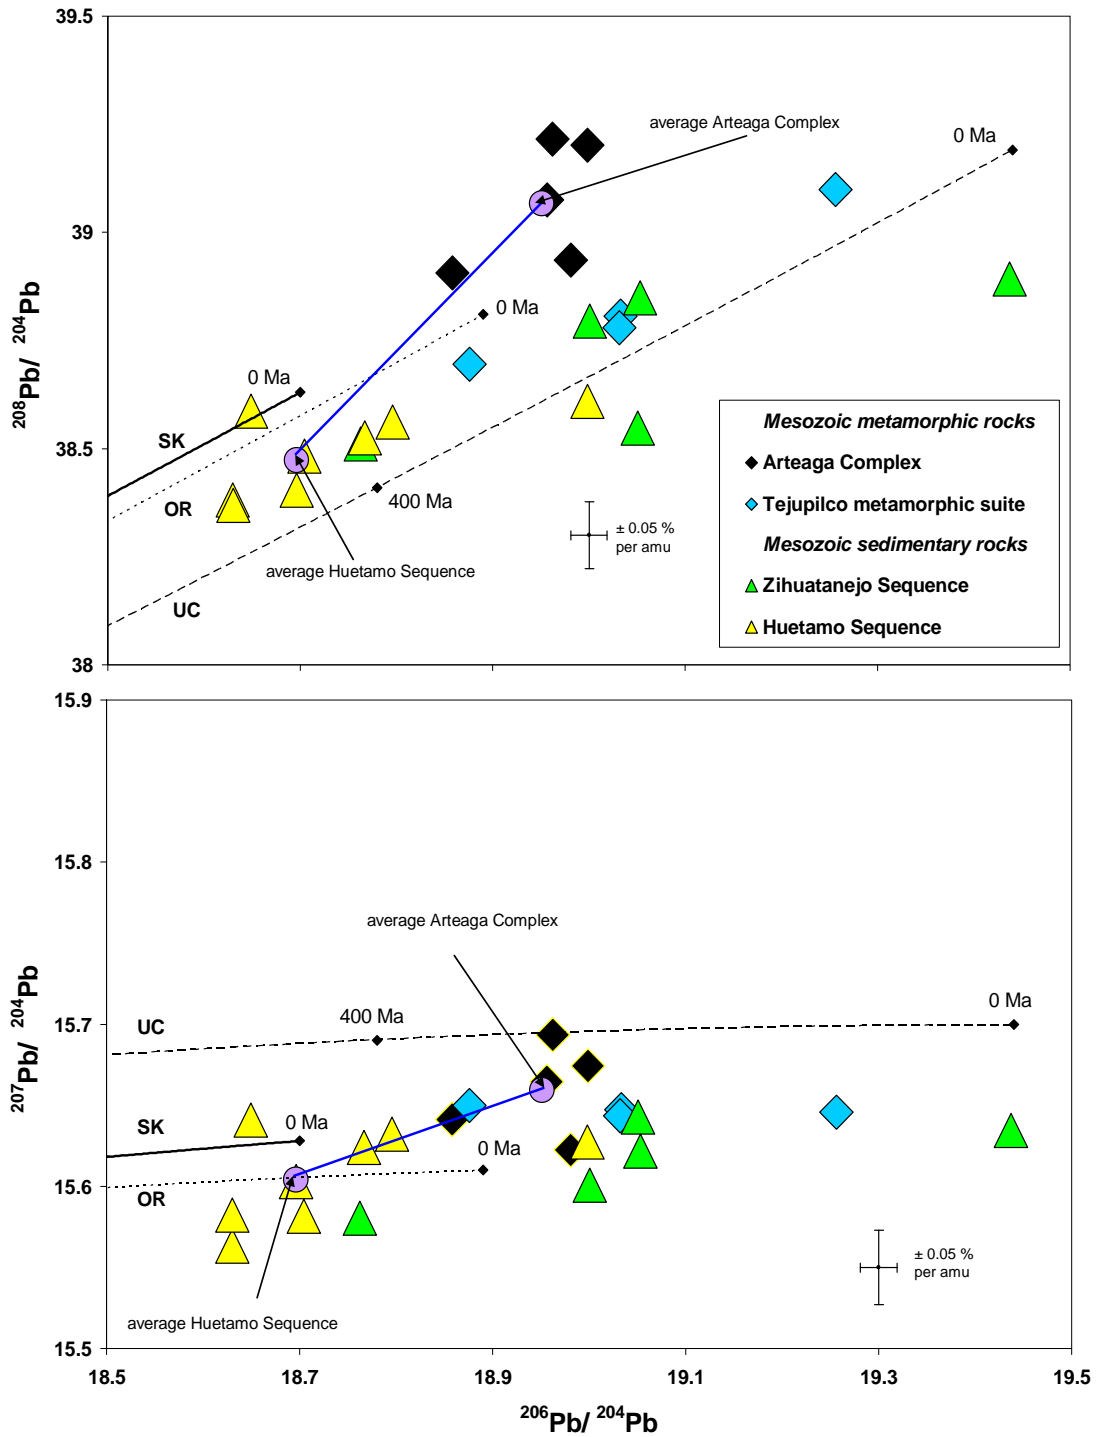 39.5
average Arteaga Complex
0 Ma
39
208Pb/ 204Pb
0 Ma
0 Ma
SK
38.5
400 Ma
OR
± 0.05 %
per amu
average Huetamo Sequence
UC
38
Mesozoic metamorphic rocks
Arteaga Complex
Tejupilco metamorphic suite
Mesozoic sedimentary rocks
Zihuatanejo Sequence
Huetamo Sequence
15.9
15.8
average Arteaga Complex
207Pb/ 204Pb
15.7
UC
400 Ma
0 Ma
SK
0 Ma
0 Ma
15.6
OR
± 0.05 %
per amu
average Huetamo Sequence
15.5
18.5
18.7
18.9
19.1
19.3
19.5
206Pb/ 204Pb